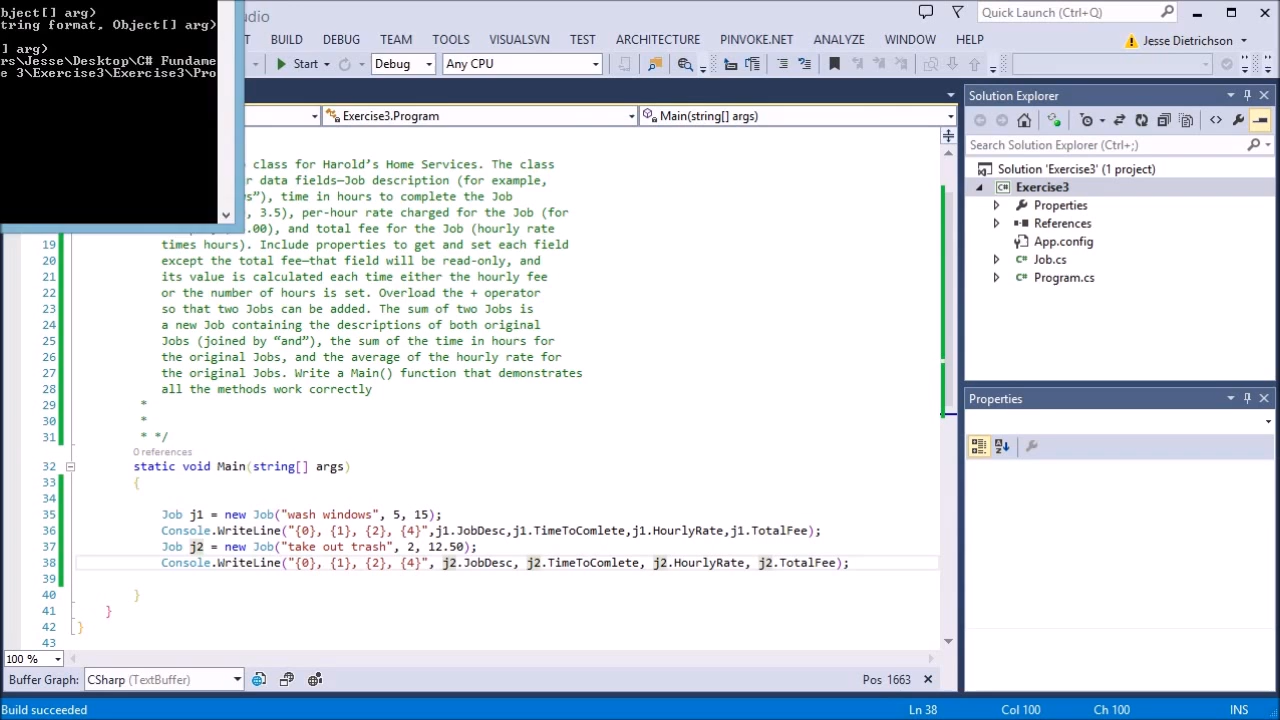 bject[] arg)
tring format, Object[] arg)
] arg)
rs\Jesse\Desktop\C# Fundame
e 3\Exercise3\Exercise3\Pro
udio
Quick Launch (Ctrl+Q)
BUILD DEBUG TEAM TOOLS VISUALSVN TEST ARCHITECTURE PINVOKE.NET ANALYZE WINDOW HELP
Jesse Dietrichson
Start Debug Any CPU
Exercise3.Program
Main(string[] args)
class for Harold's Home Services. The class
r data fields—Job description (for example,
ws"), time in hours to complete the Job
, 3.5), per-hour rate charged for the Job (for
.00), and total fee for the Job (hourly rate
19 times hours). Include properties to get and set each field
20 except the total fee—that field will be read-only, and
21 its value is calculated each time either the hourly fee
22 or the number of hours is set. Overload the + operator
23 so that two Jobs can be added. The sum of two Jobs is
24 a new Job containing the descriptions of both original
25 Jobs (joined by “and”), the sum of the time in hours for
26 the original Jobs, and the average of the hourly rate for
27 the original Jobs. Write a Main() function that demonstrates
28 all the methods work correctly
29 *
30 *
31 * */
0 references
32 static void Main(string[] args)
33 {
34
35 Job j1 = new Job("wash windows", 5, 15);
36 Console.WriteLine("{0}, {1}, {2}, {4}",j1.JobDesc,j1.TimeToComlete,j1.HourlyRate,j1.TotalFee);
37 Job j2 = new Job("take out trash", 2, 12.50);
38 Console.WriteLine("{0}, {1}, {2}, {4}", j2.JobDesc, j2.TimeToComlete, j2.HourlyRate, j2.TotalFee);
39
40 }
41 }
42 }
43
100 %
Buffer Graph: CSharp (TextBuffer)
Pos 1663
Build succeeded
Ln 38 Col 100 Ch 100 INS
Solution Explorer
Search Solution Explorer (Ctrl+;)
Solution 'Exercise3' (1 project)
C# Exercise3
Properties
References
App.config
C# Job.cs
C# Program.cs
Properties